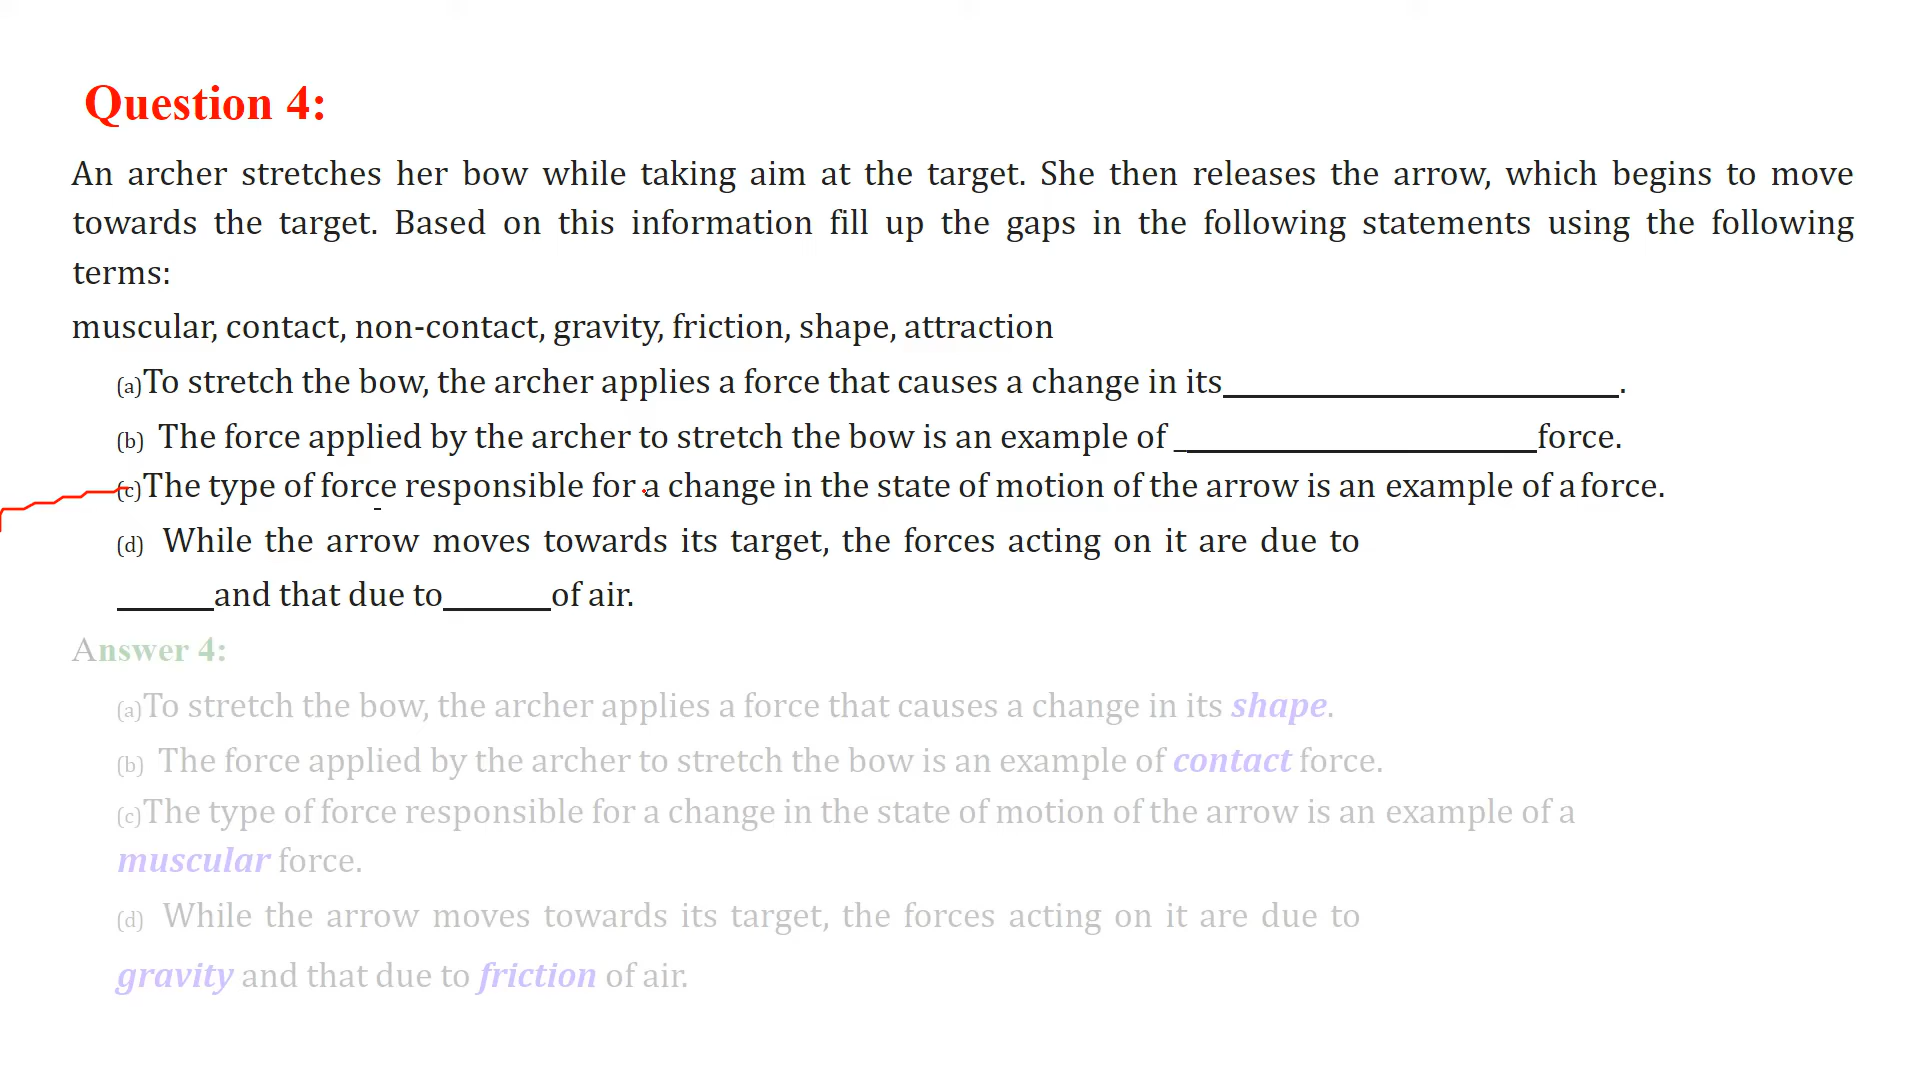 Question 4:
An archer stretches her bow while taking aim at the target. She then releases the arrow, which begins to move
towards the target. Based on this information fill up the gaps in the following statements using the following
terms:
muscular, contact, non-contact, gravity, friction, shape, attraction
(a)To stretch the bow, the archer applies a force that causes a change in its______________________.
(b) The force applied by the archer to stretch the bow is an example of ____________________force.
(c)The type of force responsible for a change in the state of motion of the arrow is an example of a force.
(d) While the arrow moves towards its target, the forces acting on it are due to
______and that due to______of air.
Answer 4:
(a)To stretch the bow, the archer applies a force that causes a change in its shape.
(b) The force applied by the archer to stretch the bow is an example of contact force.
(c)The type of force responsible for a change in the state of motion of the arrow is an example of a
muscular force.
(d) While the arrow moves towards its target, the forces acting on it are due to
gravity and that due to friction of air.